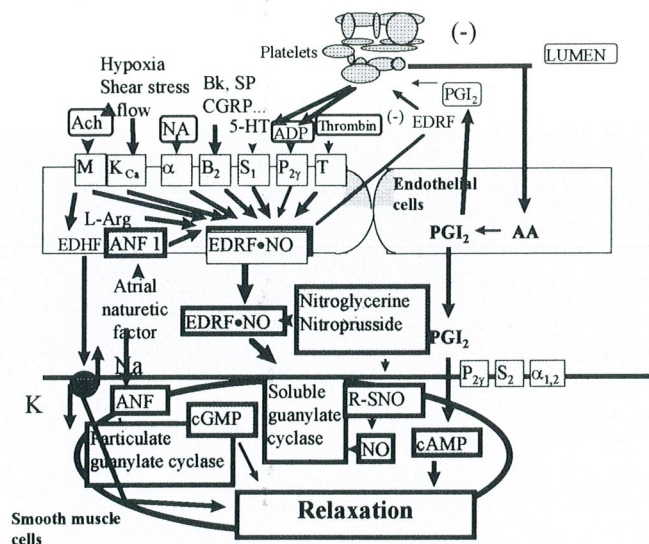 (-)
Platelets
LUMEN
Hypoxia
Shear stress
flow
Bk, SP
CGRP...
5-HT
PGI2
Ach
NA
ADP
Thrombin
(-)
EDRF
M
K Ca
α
B2
S1
P2γ
T
Endothelial
cells
L-Arg
EDHF
ANF 1
EDRF•NO
PGI2
AA
Atrial
naturetic
factor
EDRF•NO
Nitroglycerine
Nitroprusside
PGI2
Na
P2γ
S2
α1,2
K
ANF
cGMP
Soluble
guanylate
cyclase
R-SNO
Particulate
guanylate cyclase
NO
cAMP
Relaxation
Smooth muscle
cells